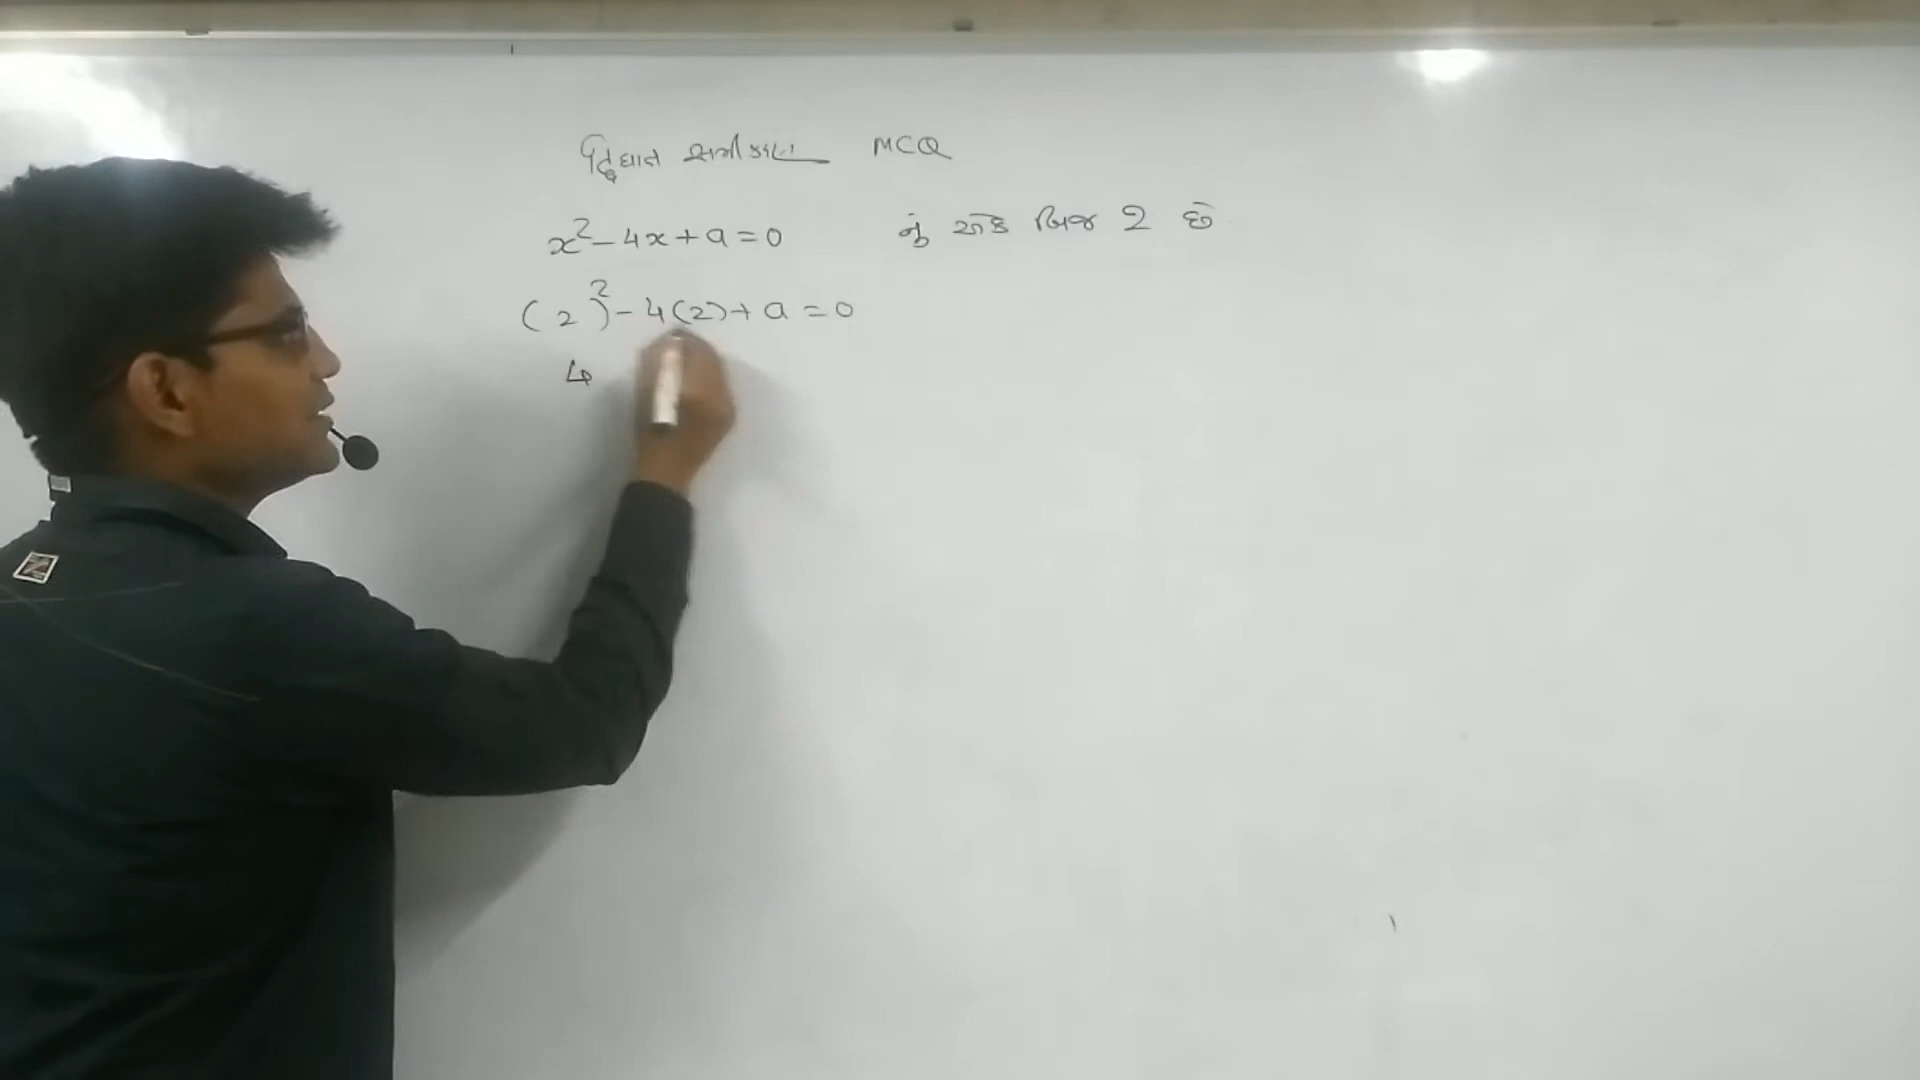 દ્વિઘાત સમીકરણ MCQ
x² - 4x + a = 0 નું એક બિજ 2 છે
(2)² - 4(2) + a = 0
4